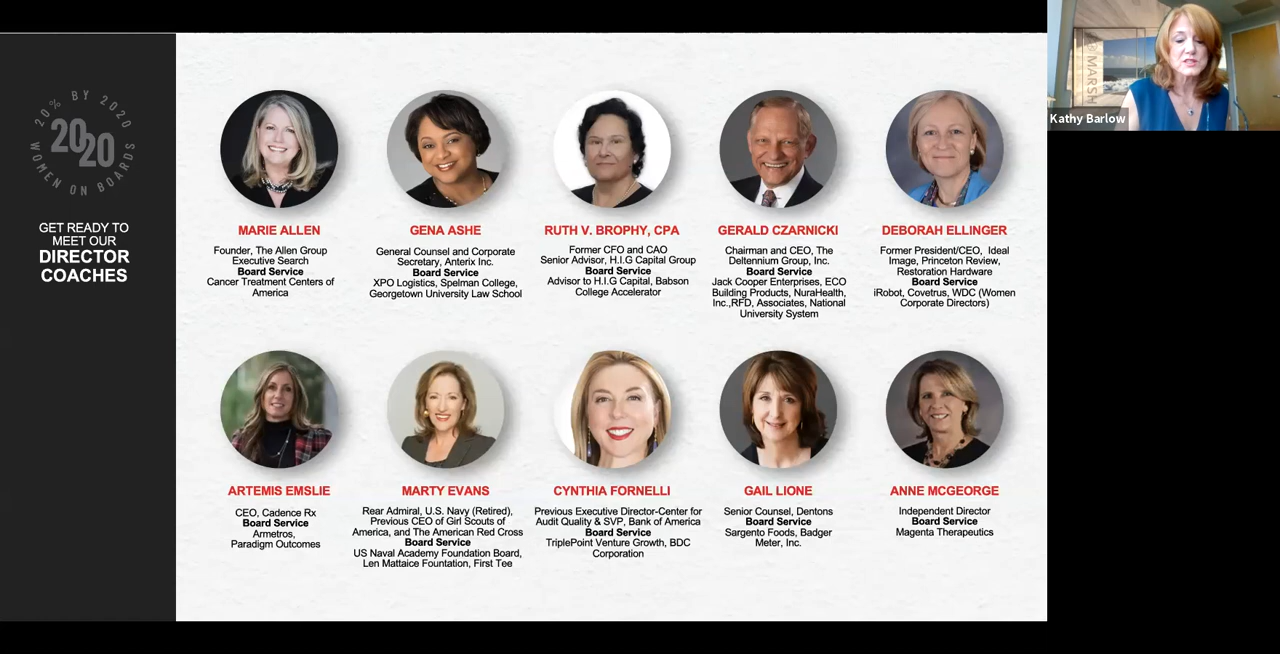 20% BY 2020
2020
WOMEN ON BOARDS
GET READY TO
MEET OUR
DIRECTOR
COACHES
MARIE ALLEN
Founder, The Allen Group
Executive Search
Board Service
Cancer Treatment Centers of
America
GENA ASHE
General Counsel and Corporate
Secretary, Anterix Inc.
Board Service
XPO Logistics, Spelman College,
Georgetown University Law School
RUTH V. BROPHY, CPA
Former CFO and CAO
Senior Advisor, H.I.G Capital Group
Board Service
Advisor to H.I.G Capital, Babson
College Accelerator
GERALD CZARNICKI
Chairman and CEO, The
Deltennium Group, Inc.
Board Service
Jack Cooper Enterprises, ECO
Building Products, NuraHealth,
Inc.,RFD, Associates, National
University System
DEBORAH ELLINGER
Former President/CEO, Ideal
Image, Princeton Review,
Restoration Hardware
Board Service
iRobot, Covetrus, WDC (Women
Corporate Directors)
ARTEMIS EMSLIE
CEO, Cadence Rx
Board Service
Armetros,
Paradigm Outcomes
MARTY EVANS
Rear Admiral, U.S. Navy (Retired),
Previous CEO of Girl Scouts of
America, and The American Red Cross
Board Service
US Naval Academy Foundation Board,
Len Mattaice Fountation, First Tee
CYNTHIA FORNELLI
Previous Executive Director-Center for
Audit Quality & SVP, Bank of America
Board Service
TriplePoint Venture Growth, BDC
Corporation
GAIL LIONE
Senior Counsel, Dentons
Board Service
Sargento Foods, Badger
Meter, Inc.
ANNE MCGEORGE
Independent Director
Board Service
Magenta Therapeutics
MARSH
Kathy Barlow